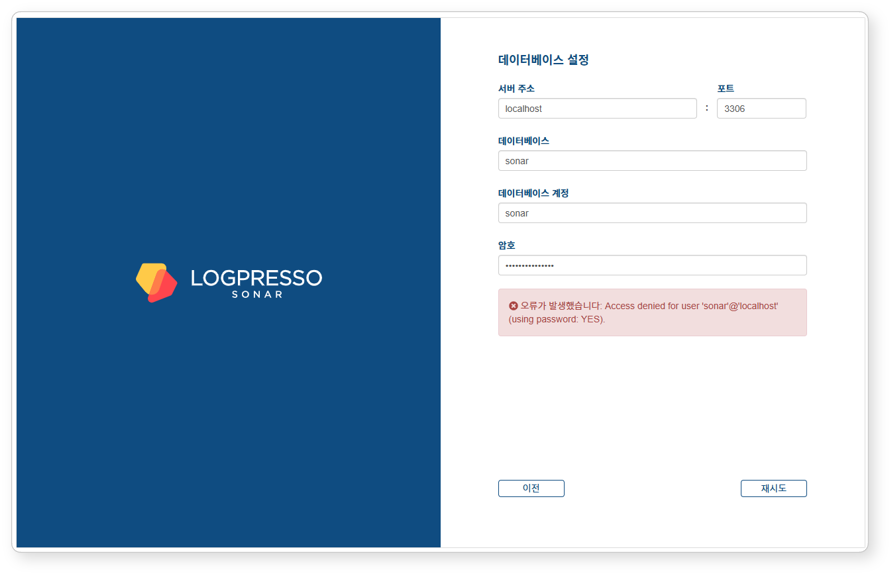 LOGPRESSO
SONAR
데이터베이스 설정
서버 주소 포트
localhost : 3306
데이터베이스
sonar
데이터베이스 계정
sonar
암호
•••••••••••••••
오류가 발생했습니다: Access denied for user 'sonar'@'localhost'
(using password: YES).
이전 재시도